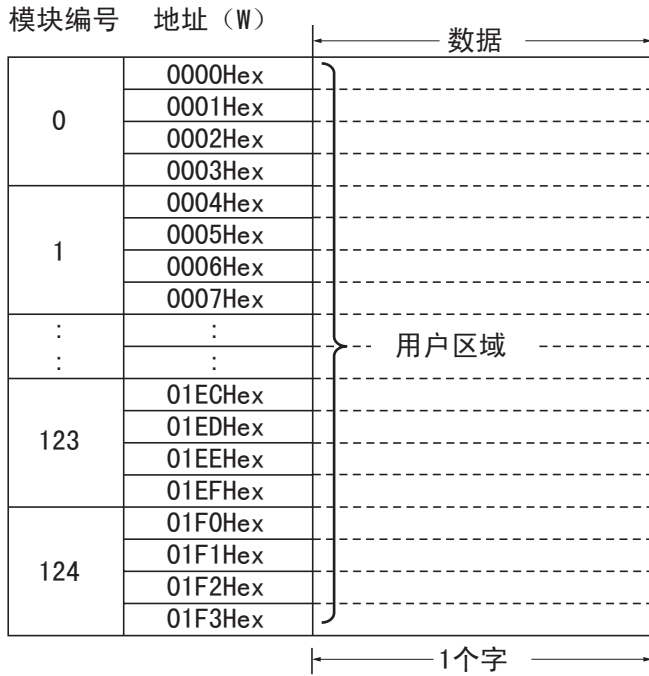 模块编号 地址（W）
数据
0
0000Hex
0001Hex
0002Hex
0003Hex
1
0004Hex
0005Hex
0006Hex
0007Hex
:
:
:
:
用户区域
123
01ECHex
01EDHex
01EEHex
01EFHex
124
01F0Hex
01F1Hex
01F2Hex
01F3Hex
1个字